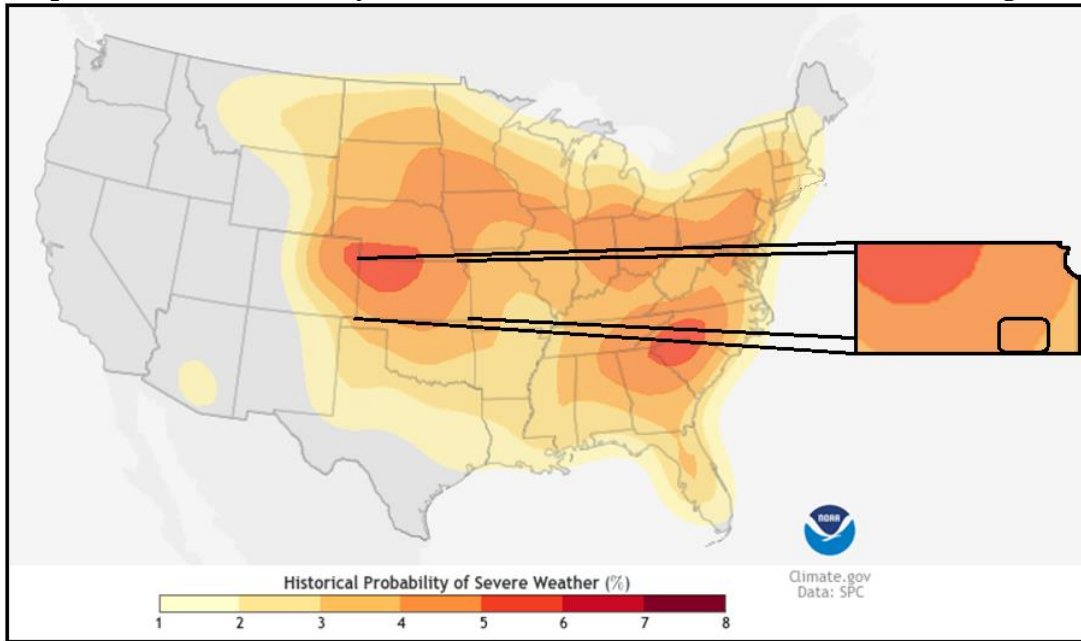 NOAA
Climate.gov
Data: SPC
Historical Probability of Severe Weather (%)
1 2 3 4 5 6 7 8